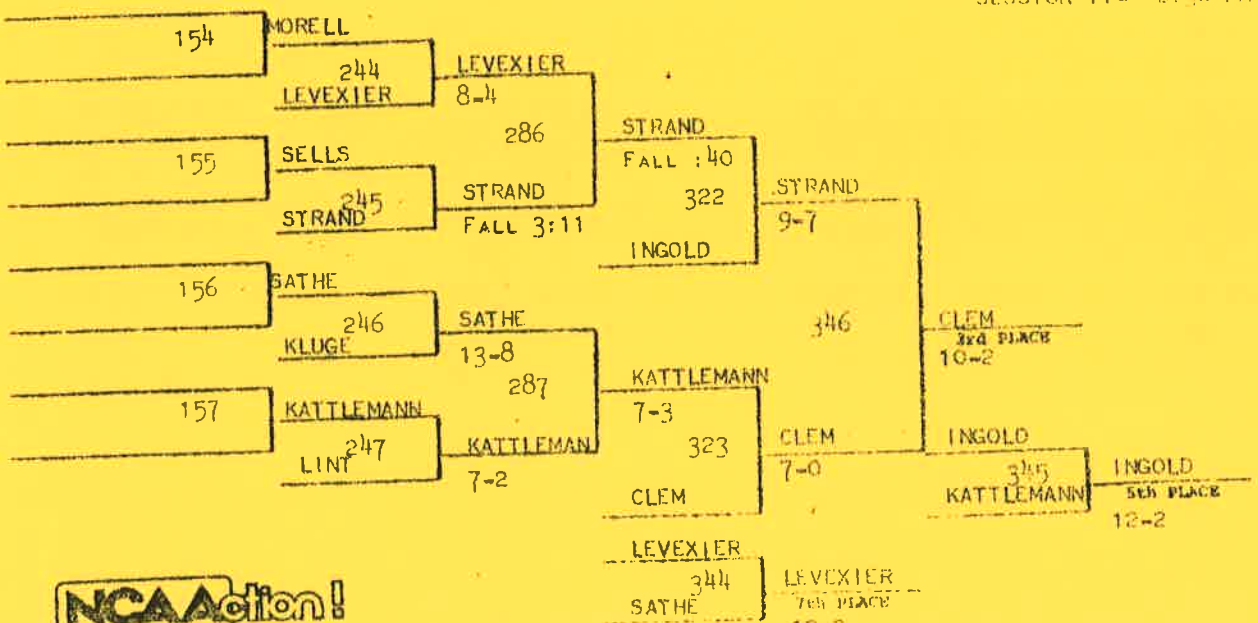 154
MORELL
244
LEVEXIER
LEVEXIER
8-4
286
STRAND
FALL :40
155
SELLS
245
STRAND
STRAND
FALL 3:11
322
STRAND
9-7
INGOLD
156
SATHE
246
KLUGE
SATHE
13-8
287
346
CLEM
3rd PLACE
10-2
KATTLEMANN
7-3
157
KATTLEMANN
247
LINT
KATTLEMAN
7-2
323
CLEM
7-0
CLEM
INGOLD
345
KATTLEMANN
INGOLD
5th PLACE
12-2
LEVEXIER
344
SATHE
LEVEXIER
7th PLACE
NCAAction!